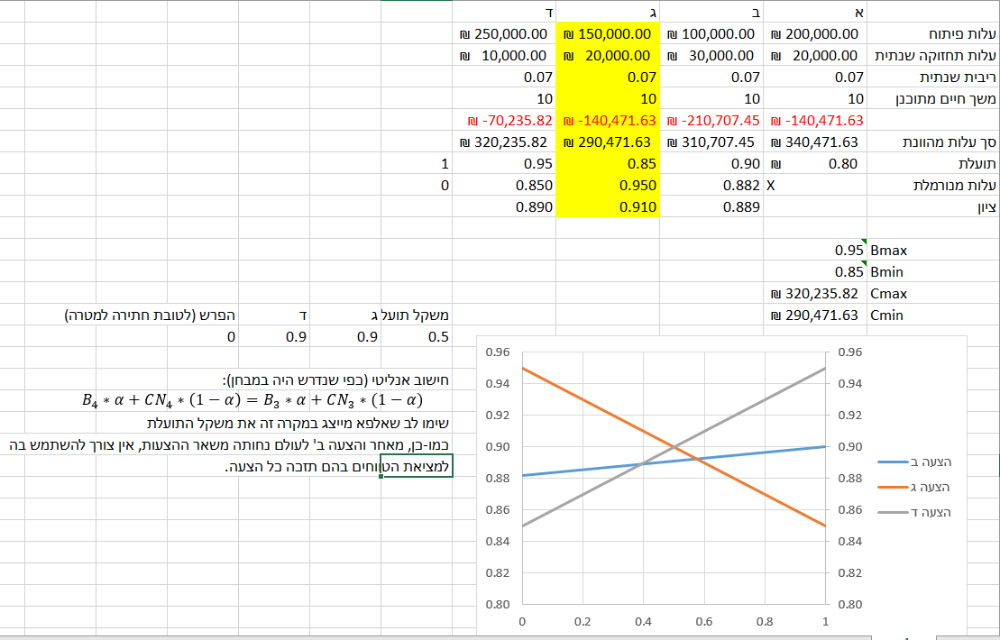 א ב ג ד
עלות פיתוח ₪ 200,000.00 ₪ 100,000.00 ₪ 150,000.00 ₪ 250,000.00
עלות תחזוקה שנתית ₪ 20,000.00 ₪ 30,000.00 ₪ 20,000.00 ₪ 10,000.00
ריבית שנתית 0.07 0.07 0.07 0.07
משך חיים מתוכנן 10 10 10 10
₪ -140,471.63 ₪ -210,707.45 ₪ -140,471.63 ₪ -70,235.82
סך עלות מהוונת ₪ 340,471.63 ₪ 310,707.45 ₪ 290,471.63 ₪ 320,235.82
תועלת ₪ 0.80 0.90 0.85 0.95 1
עלות מנורמלת X 0.882 0.950 0.850 0
ציון 0.889 0.910 0.890
Bmax 0.95
Bmin 0.85
Cmax ₪ 320,235.82
Cmin ₪ 290,471.63
משקל תועל ג ד הפרש (לטובת חתירה למטרה)
0.5 0.9 0.9 0
חישוב אנליטי (כפי שנדרש היה במבחן):
B₄ * α + CN₄ * (1 − α) = B₃ * α + CN₃ * (1 − α)
שימו לב שאלפא מייצג במקרה זה את משקל התועלת
כמו-כן, מאחר והצעה ב' לעולם נחותה משאר ההצעות, אין צורך להשתמש בה
למציאת הטווחים בהם תזכה כל הצעה.
0.96 0.96
0.94 0.94
0.92 0.92
0.90 0.90
0.88 0.88
0.86 0.86
0.84 0.84
0.82 0.82
0.80 0.80
0 0.2 0.4 0.6 0.8 1
הצעה ב
הצעה ג
הצעה ד